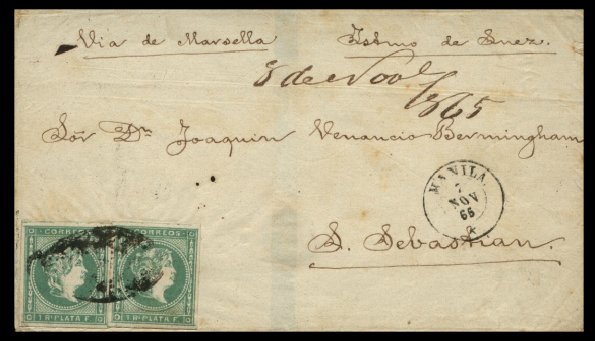 Via de Marsella Istmo de Suez.
8 de Nov.e 1865
Sor. Dn. Joaquin Venancio Bermingham
MANILA
7
NOV
65
S. Sebastian.
CORREOS CORREOS
1 Rl. PLATA F. 1 Rl. PLATA F.